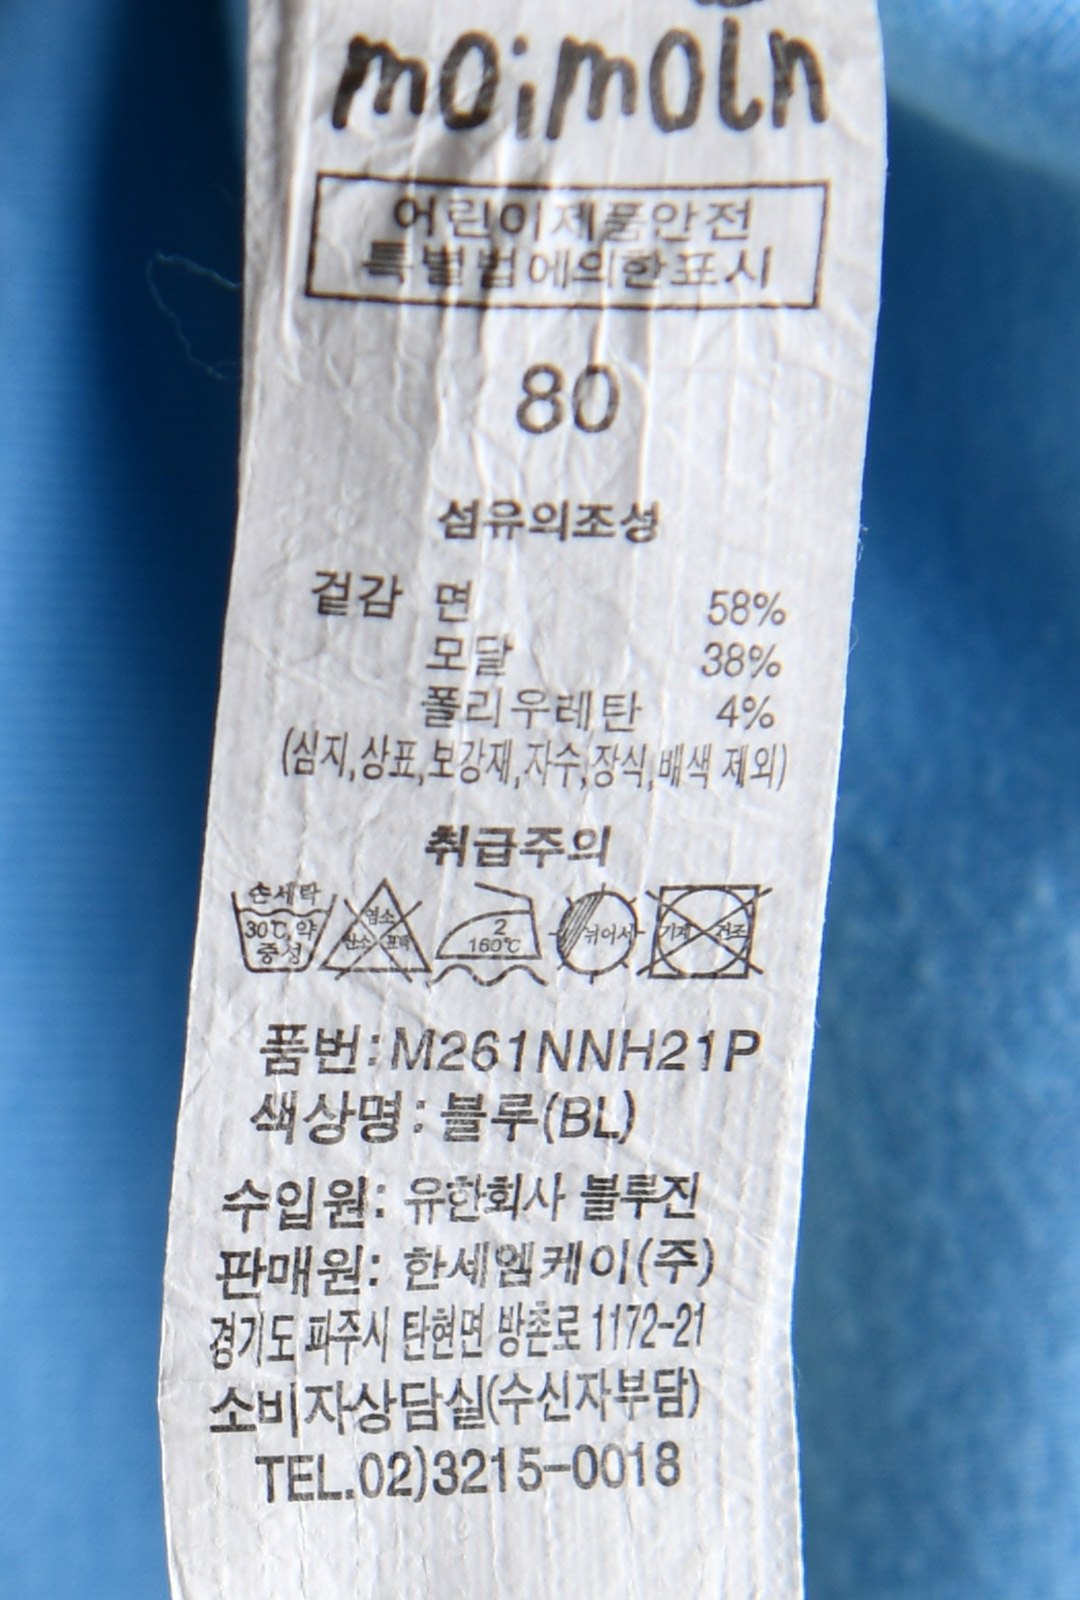 moimoln
어린이제품안전
특별법에의한표시
80
섬유의조성
겉감 면 58%
모달 38%
폴리우레탄 4%
(심지,상표,보강재,자수,장식,배색 제외)
취급주의
손세탁
30℃,약
중성
염소
산소 표백
2
160℃
뉘어서
기계 건조
품번:M261NNH21P
색상명:블루(BL)
수입원: 유한회사 블루진
판매원: 한세엠케이(주)
경기도 파주시 탄현면 방촌로 1172-21
소비자상담실(수신자부담)
TEL.02)3215-0018